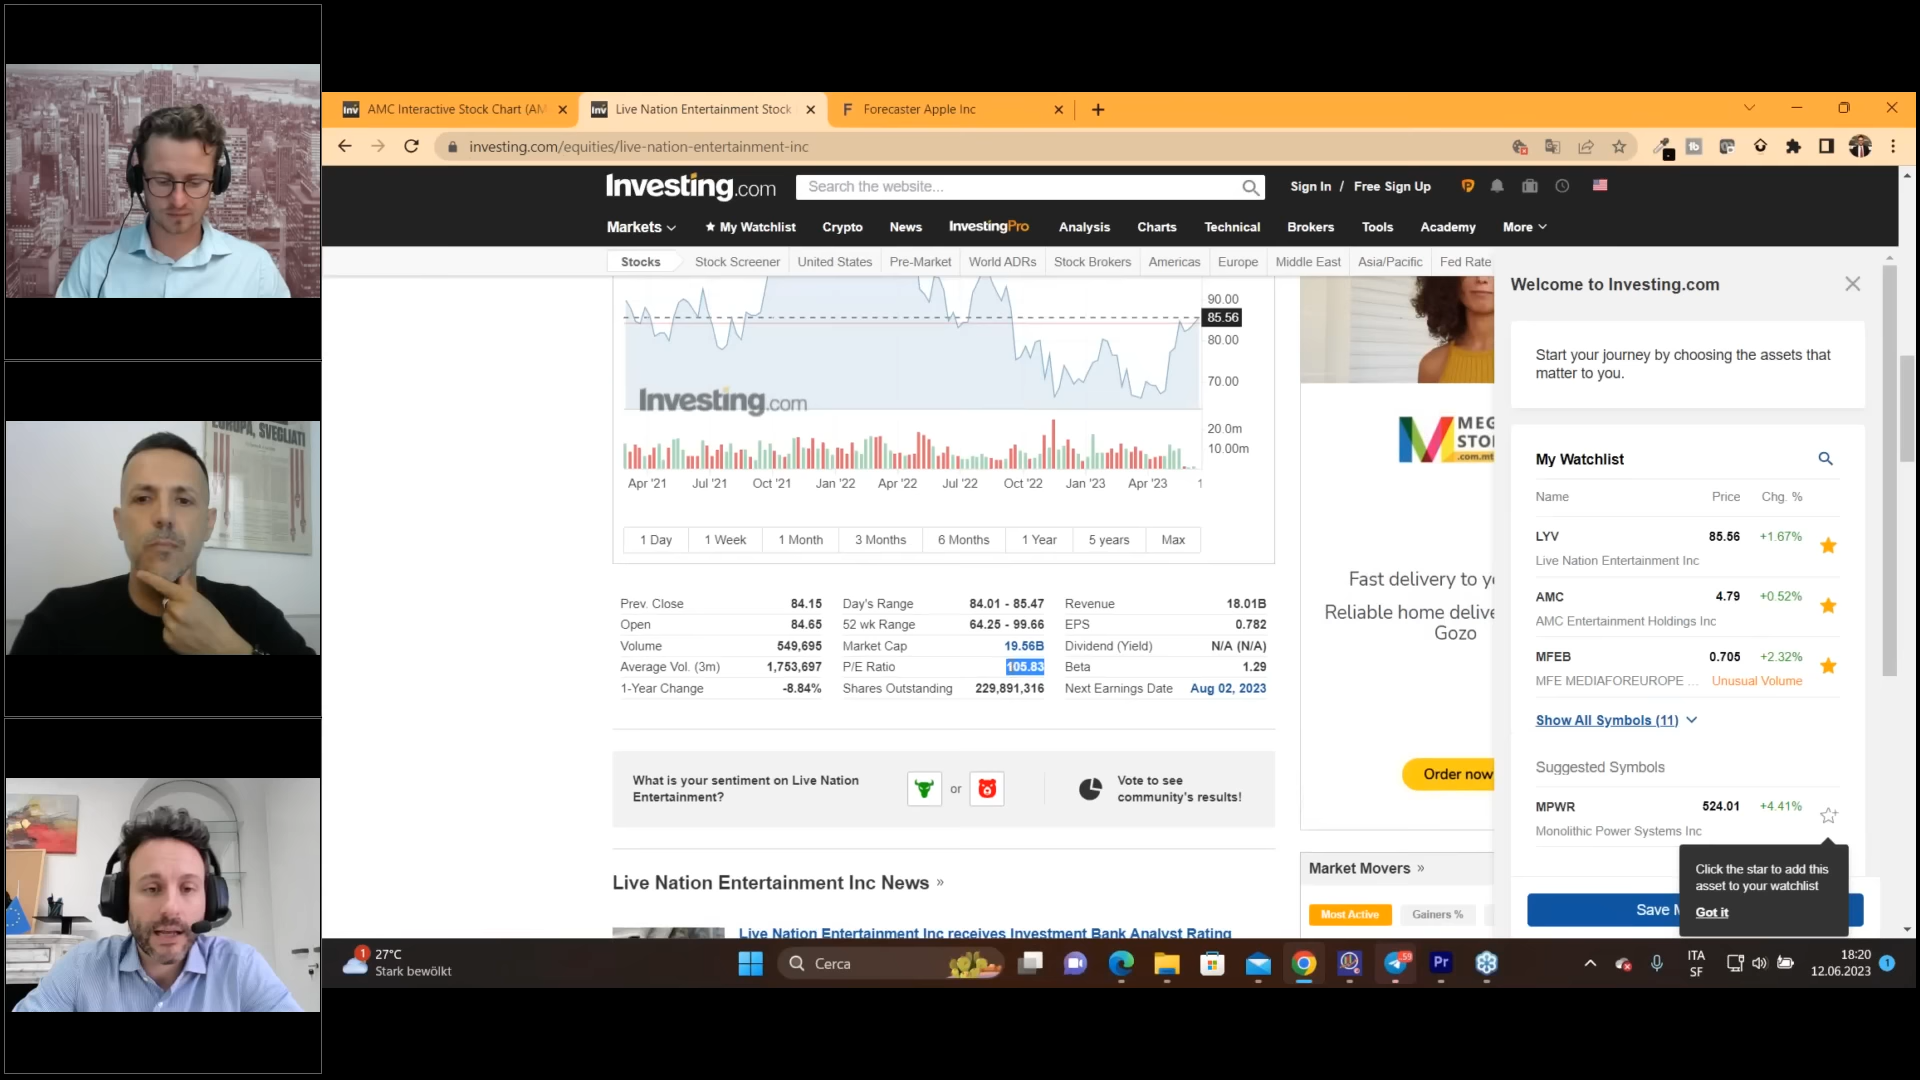 EUROPA, SVEGLIATI
AMC Interactive Stock Chart (AM
Live Nation Entertainment Stock
Forecaster Apple Inc
investing.com/equities/live-nation-entertainment-inc
Investing.com
Search the website...
Sign In / Free Sign Up
Markets
My Watchlist
Crypto
News
InvestingPro
Analysis
Charts
Technical
Brokers
Tools
Academy
More
Stocks
Stock Screener
United States
Pre-Market
World ADRs
Stock Brokers
Americas
Europe
Middle East
Asia/Pacific
Fed Rate
90.00
85.56
80.00
70.00
Investing.com
20.0m
10.00m
Apr '21 Jul '21 Oct '21 Jan '22 Apr '22 Jul '22 Oct '22 Jan '23 Apr '23 1
1 Day 1 Week 1 Month 3 Months 6 Months 1 Year 5 years Max
Prev. Close 84.15 Day's Range 84.01 - 85.47 Revenue 18.01B
Open 84.65 52 wk Range 64.25 - 99.66 EPS 0.782
Volume 549,695 Market Cap 19.56B Dividend (Yield) N/A (N/A)
Average Vol. (3m) 1,753,697 P/E Ratio 105.83 Beta 1.29
1-Year Change -8.84% Shares Outstanding 229,891,316 Next Earnings Date Aug 02, 2023
What is your sentiment on Live Nation
Entertainment?
or
Vote to see
community's results!
Live Nation Entertainment Inc News »
Live Nation Entertainment Inc receives Investment Bank Analyst Rating
MEG
STO
.com.mt
Fast delivery to y
Reliable home delive
Gozo
Order now
Market Movers »
Most Active
Gainers %
Welcome to Investing.com
Start your journey by choosing the assets that
matter to you.
My Watchlist
Name Price Chg. %
LYV 85.56 +1.67%
Live Nation Entertainment Inc
AMC 4.79 +0.52%
AMC Entertainment Holdings Inc
MFEB 0.705 +2.32%
MFE MEDIAFOREUROPE ... Unusual Volume
Show All Symbols (11)
Suggested Symbols
MPWR 524.01 +4.41%
Monolithic Power Systems Inc
Click the star to add this
asset to your watchlist
Got it
Save
1
27°C
Stark bewölkt
Cerca
59
Pr
ITA
SF
18:20
12.06.2023
1